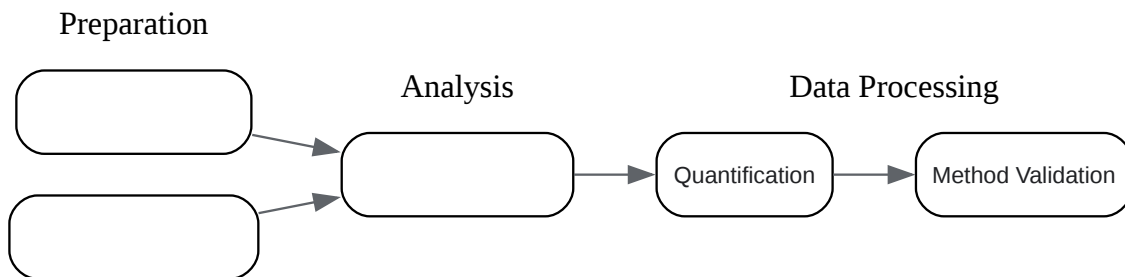 Preparation
Analysis
Data Processing
Quantification
Method Validation